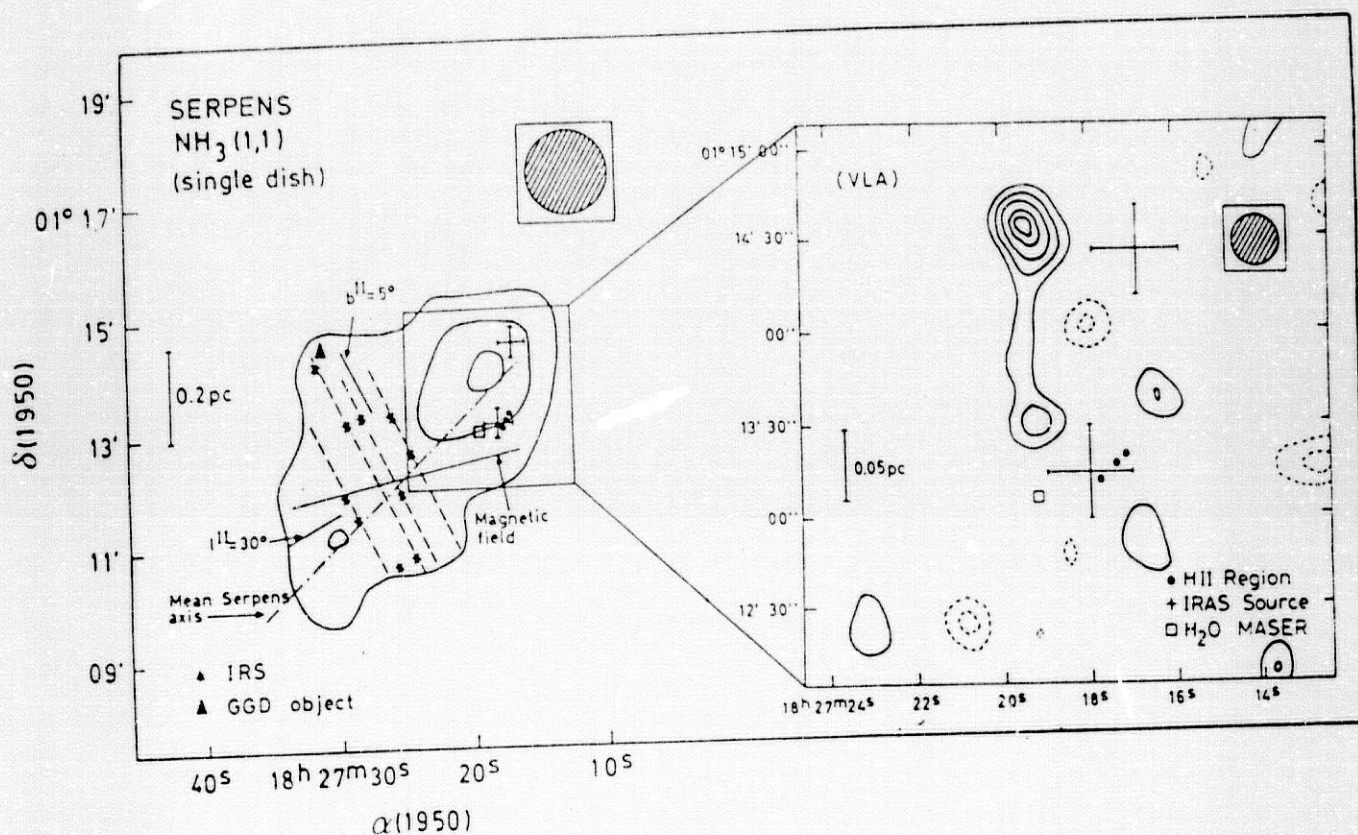 SERPENS
NH₃(1,1)
(single dish)
19'
01° 17'
15'
13'
11'
09'
δ(1950)
0.2 pc
b^II=5°
l^II=30°
Magnetic field
Mean Serpens axis
IRS
GGD object
40s 18h 27m 30s 20s 10s
α(1950)
(VLA)
01° 15' 00''
14' 30''
00''
13' 30''
00''
12' 30''
0.05pc
HII Region
IRAS Source
H₂O MASER
18h 27m 24s 22s 20s 18s 16s 14s